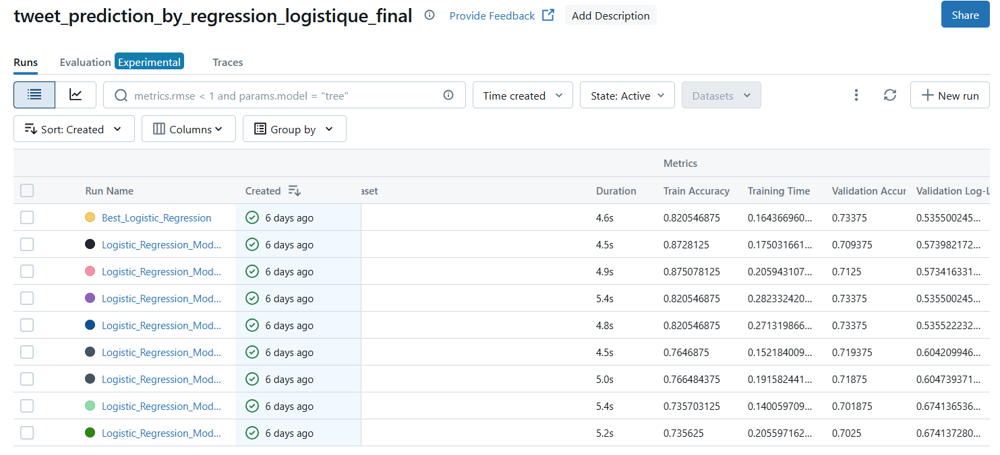 tweet_prediction_by_regression_logistique_final Provide Feedback Add Description Share
Runs Evaluation Experimental Traces
metrics.rmse < 1 and params.model = "tree" Time created State: Active Datasets New run
Sort: Created Columns Group by
Metrics
Run Name Created aset Duration Train Accuracy Training Time Validation Accur Validation Log-L
Best_Logistic_Regression 6 days ago 4.6s 0.820546875 0.164366960... 0.73375 0.535500245...
Logistic_Regression_Mod... 6 days ago 4.5s 0.8728125 0.175031661... 0.709375 0.573982172...
Logistic_Regression_Mod... 6 days ago 4.9s 0.875078125 0.205943107... 0.7125 0.573416331...
Logistic_Regression_Mod... 6 days ago 5.4s 0.820546875 0.282332420... 0.73375 0.535500245...
Logistic_Regression_Mod... 6 days ago 4.8s 0.820546875 0.271319866... 0.73375 0.535522232...
Logistic_Regression_Mod... 6 days ago 4.5s 0.7646875 0.152184009... 0.719375 0.604209946...
Logistic_Regression_Mod... 6 days ago 5.0s 0.766484375 0.191582441... 0.71875 0.604739371...
Logistic_Regression_Mod... 6 days ago 5.4s 0.735703125 0.140059709... 0.701875 0.674136536...
Logistic_Regression_Mod... 6 days ago 5.2s 0.735625 0.205597162... 0.7025 0.674137280...